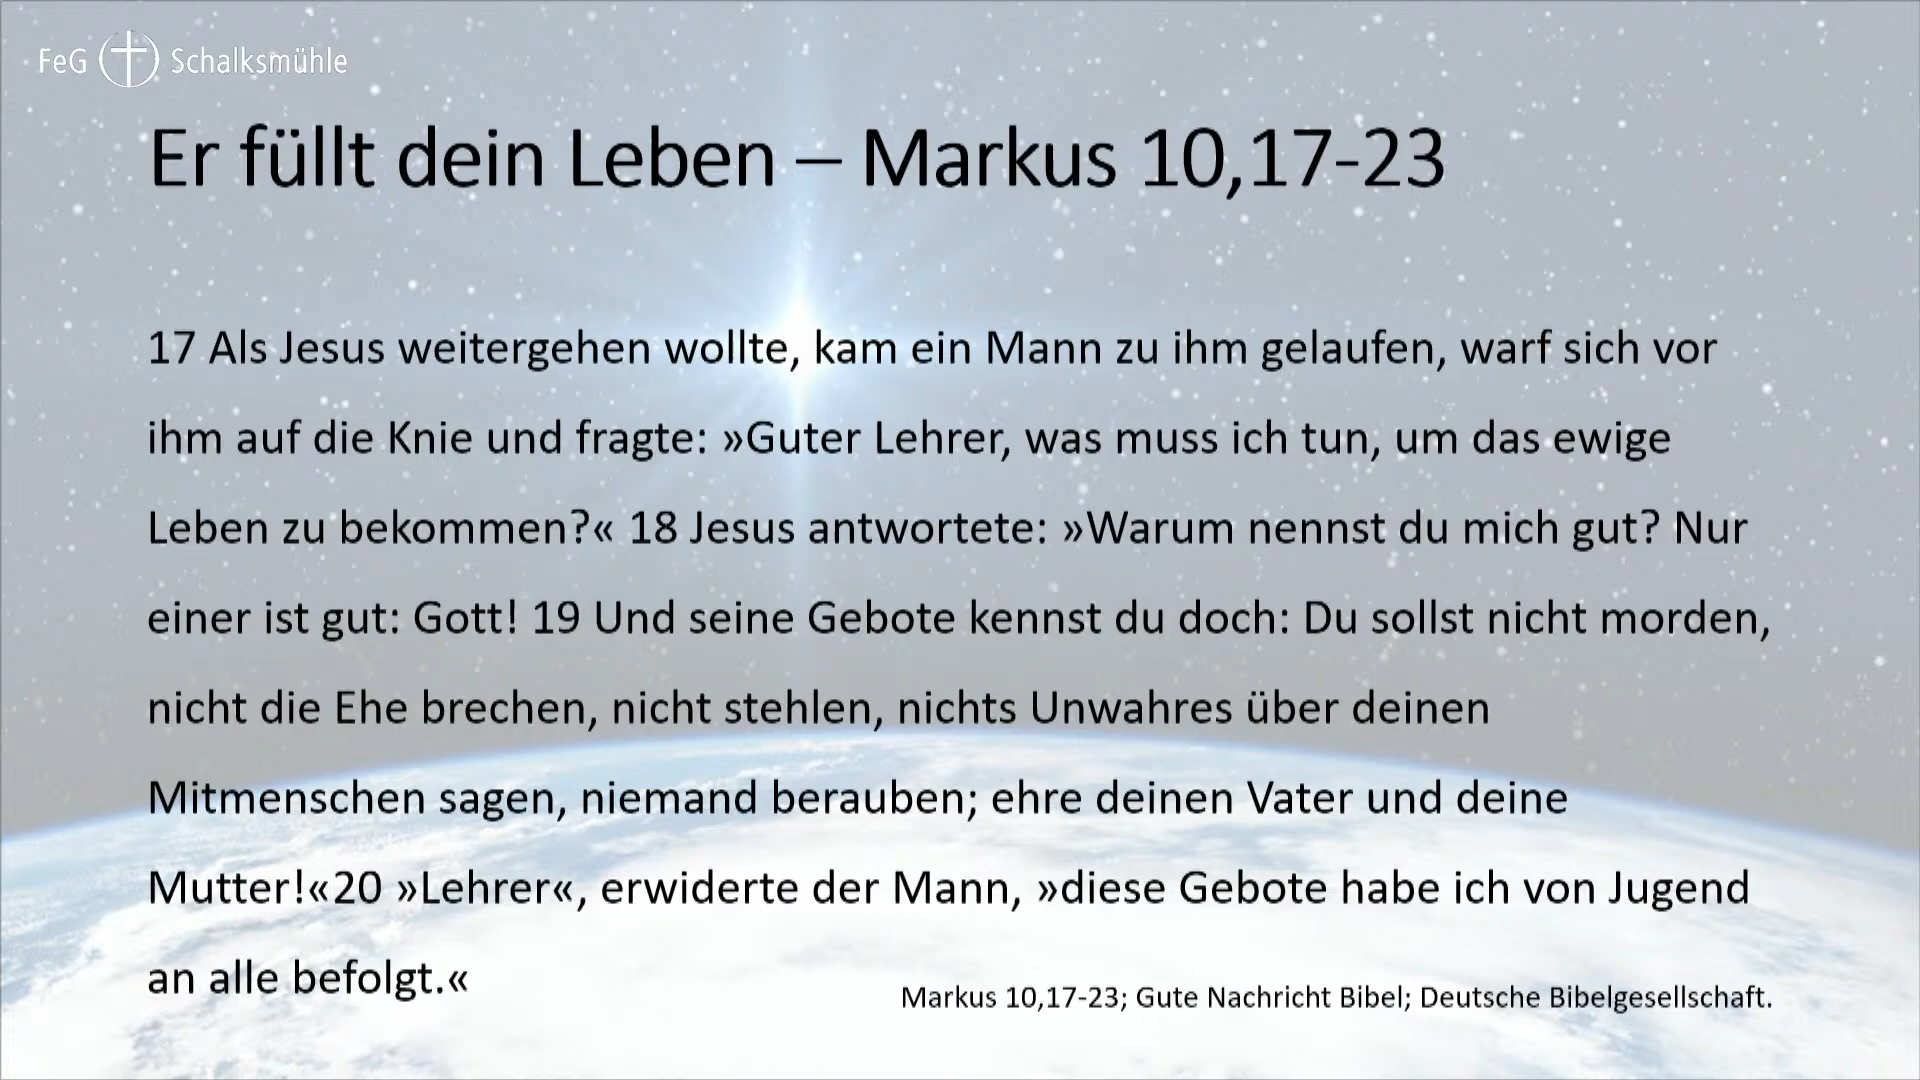 FeG Schalksmühle
Er füllt dein Leben – Markus 10,17-23
17 Als Jesus weitergehen wollte, kam ein Mann zu ihm gelaufen, warf sich vor
ihm auf die Knie und fragte: »Guter Lehrer, was muss ich tun, um das ewige
Leben zu bekommen?« 18 Jesus antwortete: »Warum nennst du mich gut? Nur
einer ist gut: Gott! 19 Und seine Gebote kennst du doch: Du sollst nicht morden,
nicht die Ehe brechen, nicht stehlen, nichts Unwahres über deinen
Mitmenschen sagen, niemand berauben; ehre deinen Vater und deine
Mutter!«20 »Lehrer«, erwiderte der Mann, »diese Gebote habe ich von Jugend
an alle befolgt.«
Markus 10,17-23; Gute Nachricht Bibel; Deutsche Bibelgesellschaft.